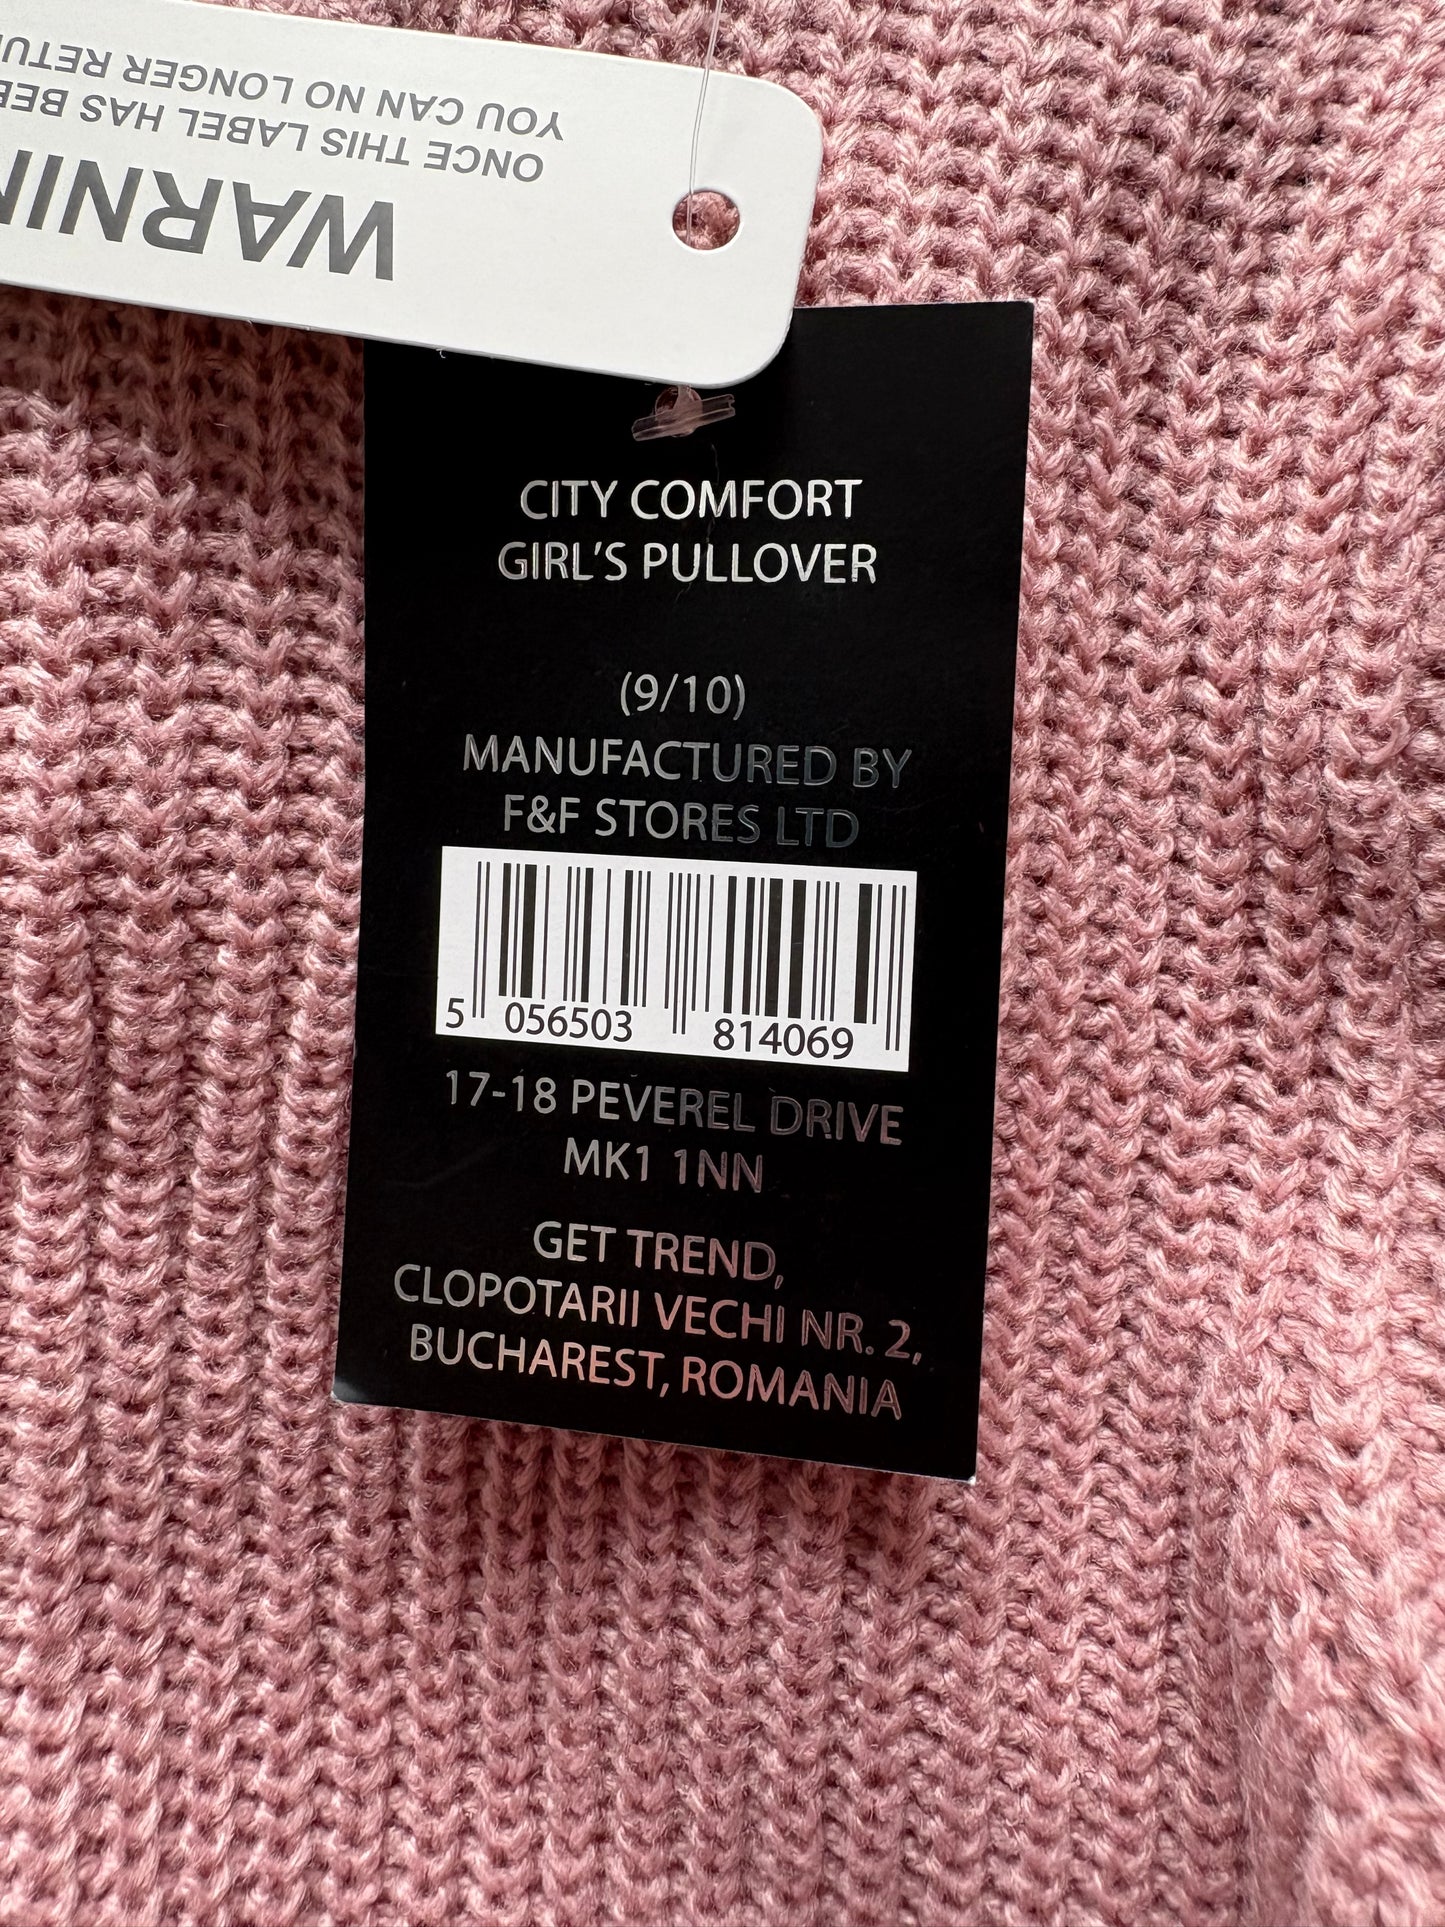 WARNIN
ONCE THIS LABEL HAS BEE
YOU CAN NO LONGER RETU
CITY COMFORT
GIRL'S PULLOVER
(9/10)
MANUFACTURED BY
F&F STORES LTD
5 056503 814069
17-18 PEVEREL DRIVE
MK1 1NN
GET TREND,
CLOPOTARII VECHI NR. 2,
BUCHAREST, ROMANIA